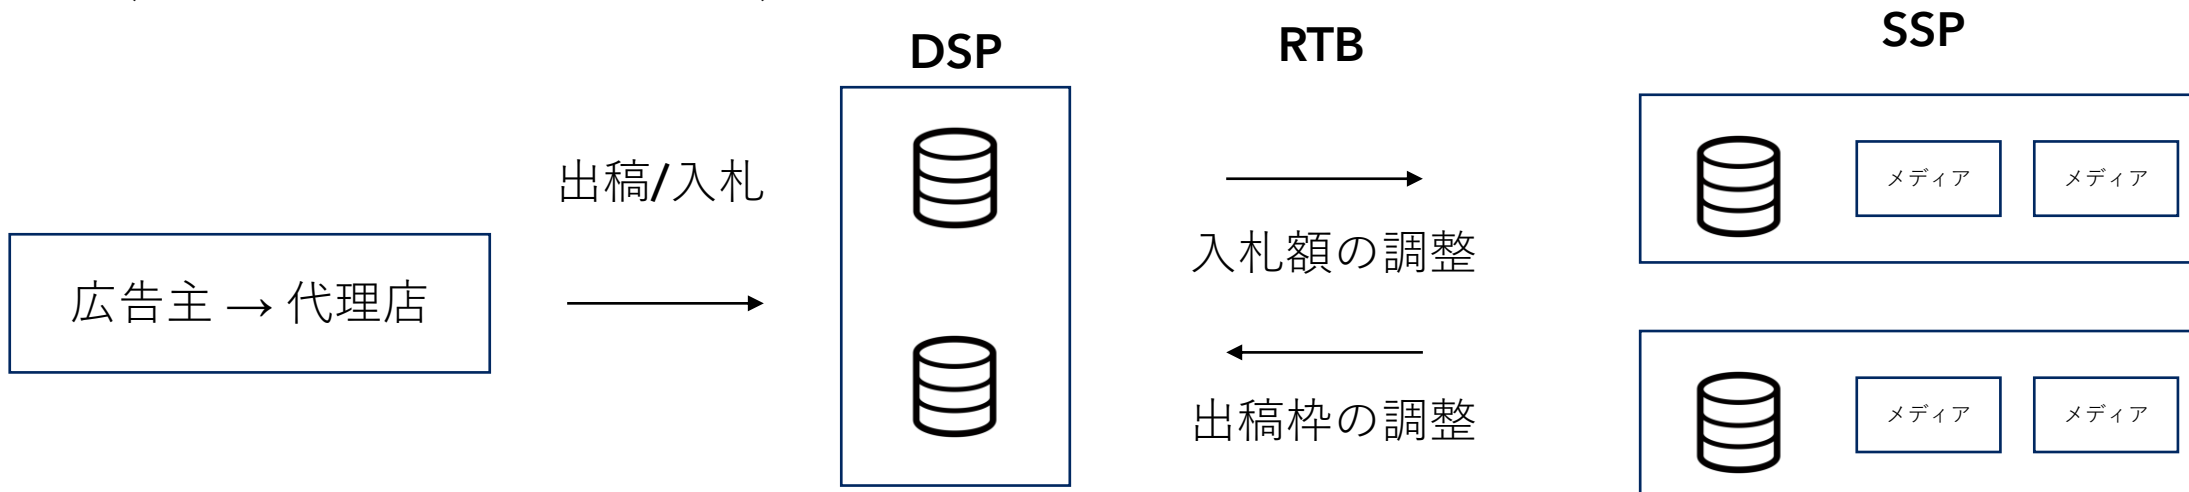 DSP
RTB
SSP
出稿/入札
広告主 → 代理店
入札額の調整
出稿枠の調整
メディア
メディア
メディア
メディア